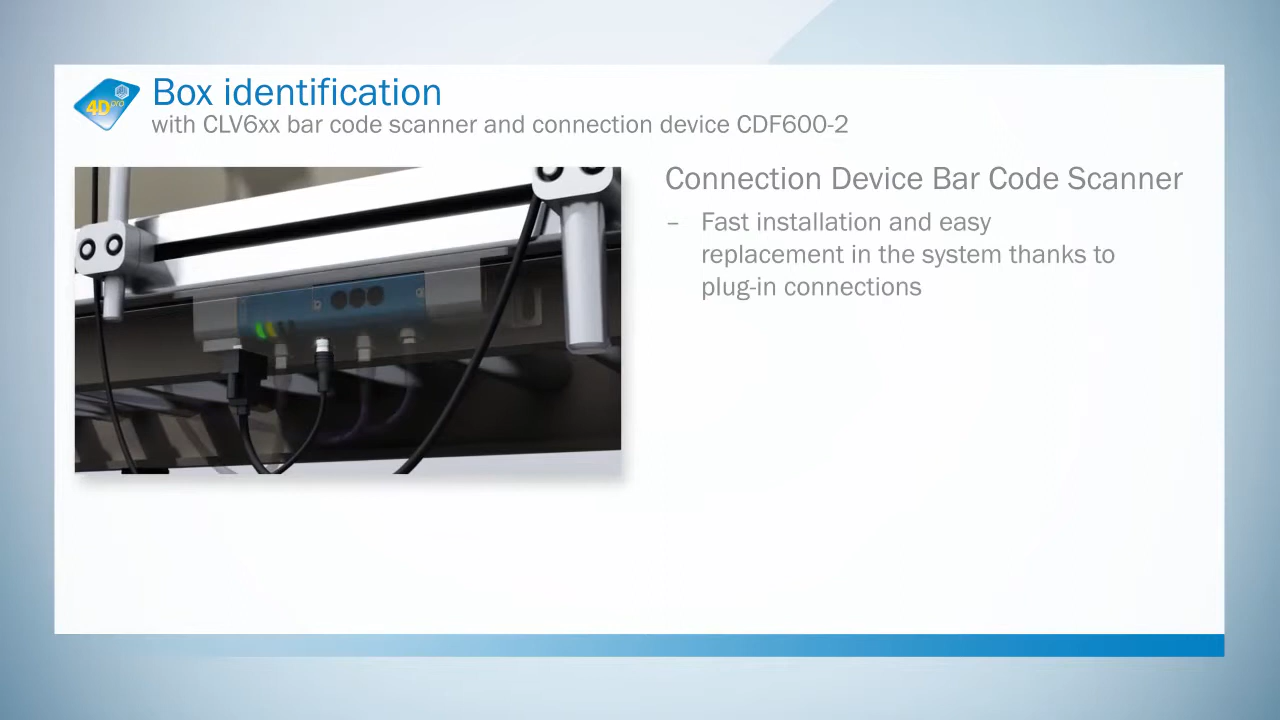 4Dpro
Box identification
with CLV6xx bar code scanner and connection device CDF600-2
Connection Device Bar Code Scanner
– Fast installation and easy
replacement in the system thanks to
plug-in connections